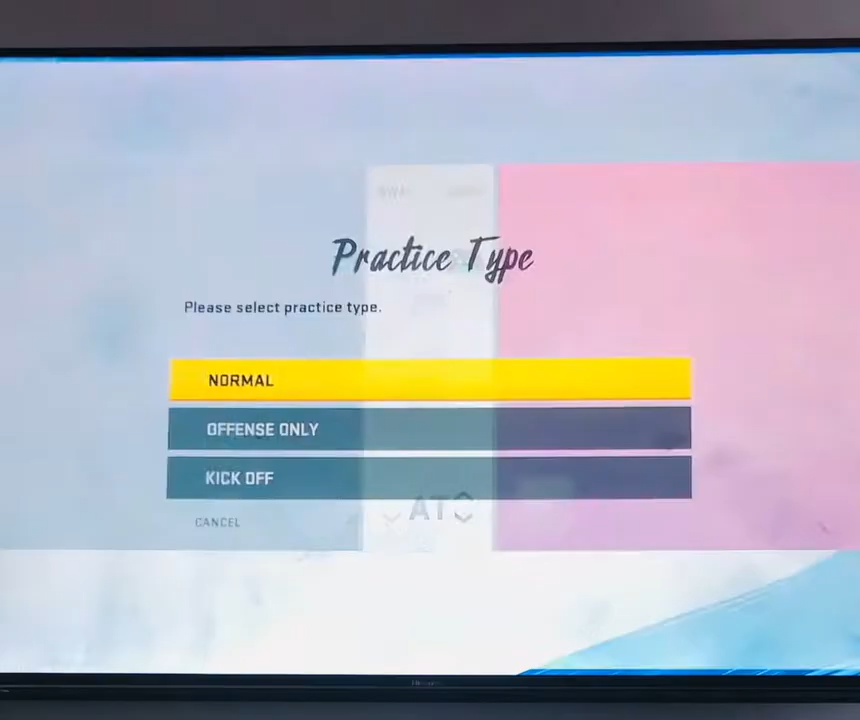 Practice Type
Please select practice type.
NORMAL
OFFENSE ONLY
KICK OFF
CANCEL